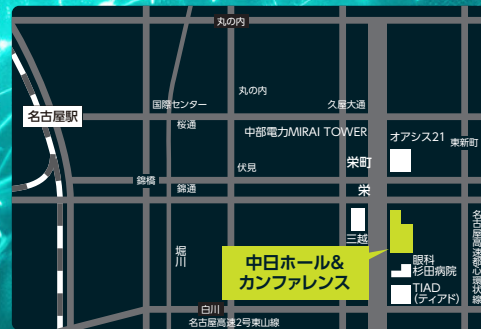 丸の内
丸の内
国際センター
久屋大通
名古屋駅
桜通
中部電力MIRAI TOWER
オアシス21
東新町
栄町
伏見
錦橋
錦通
栄
三越
名古屋高速都心環状線
堀川
中日ホール&
カンファレンス
眼科
杉田病院
TIAD
(ティアド)
白川
名古屋高速2号東山線